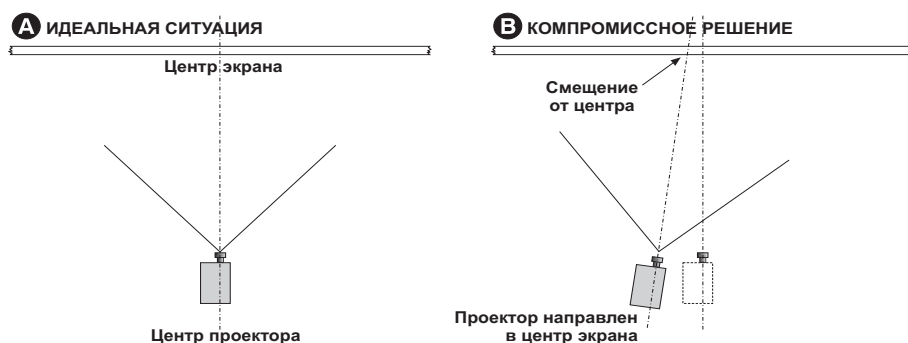 A ИДЕАЛЬНАЯ СИТУАЦИЯ
Центр экрана
Центр проектора
B КОМПРОМИССНОЕ РЕШЕНИЕ
Смещение
от центра
Проектор направлен
в центр экрана